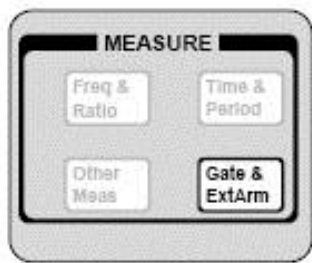 MEASURE
Freq &
Ratio
Time &
Period
Other
Meas
Gate &
ExtArm